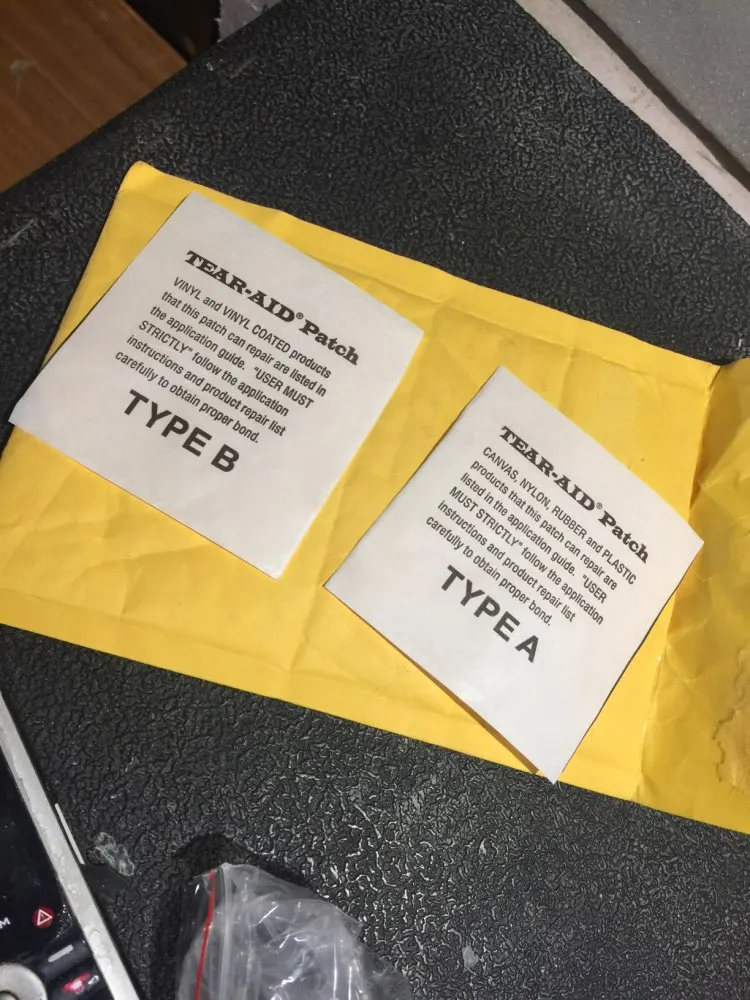 TEAR-AID® Patch
VINYL and VINYL COATED products
that this patch can repair are listed in
the application guide. "USER MUST
STRICTLY" follow the application
instructions and product repair list
carefully to obtain proper bond.
TYPE B
TEAR-AID® Patch
CANVAS, NYLON, RUBBER and PLASTIC
products that this patch can repair are
listed in the application guide. "USER
MUST STRICTLY" follow the application
instructions and product repair list
carefully to obtain proper bond.
TYPE A